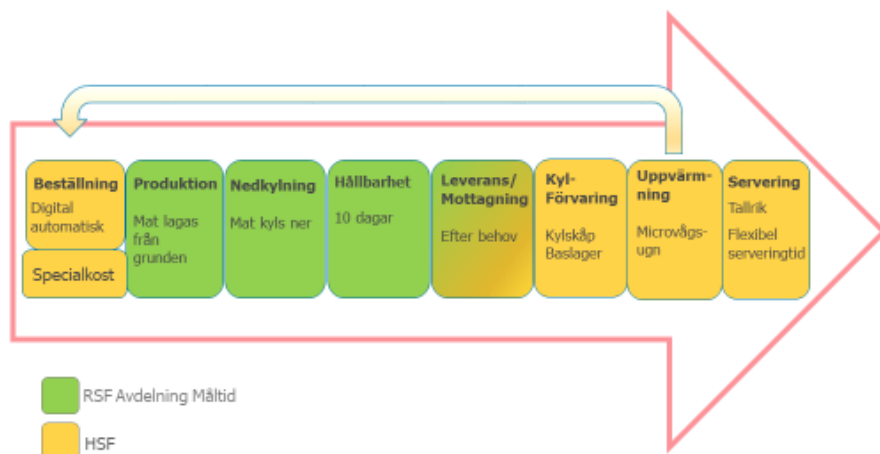 Beställning
Digital
automatisk
Specialkost
Produktion
Mat lagas
från
grunden
Nedkylning
Mat kyls ner
Hållbarhet
10 dagar
Leverans/
Mottagning
Efter behov
Kyl-
Förvaring
Kylskåp
Baslager
Uppvärm-
ning
Microvågs-
ugn
Servering
Tallrik
Flexibel
serveringtid
RSF Avdelning Måltid
HSF